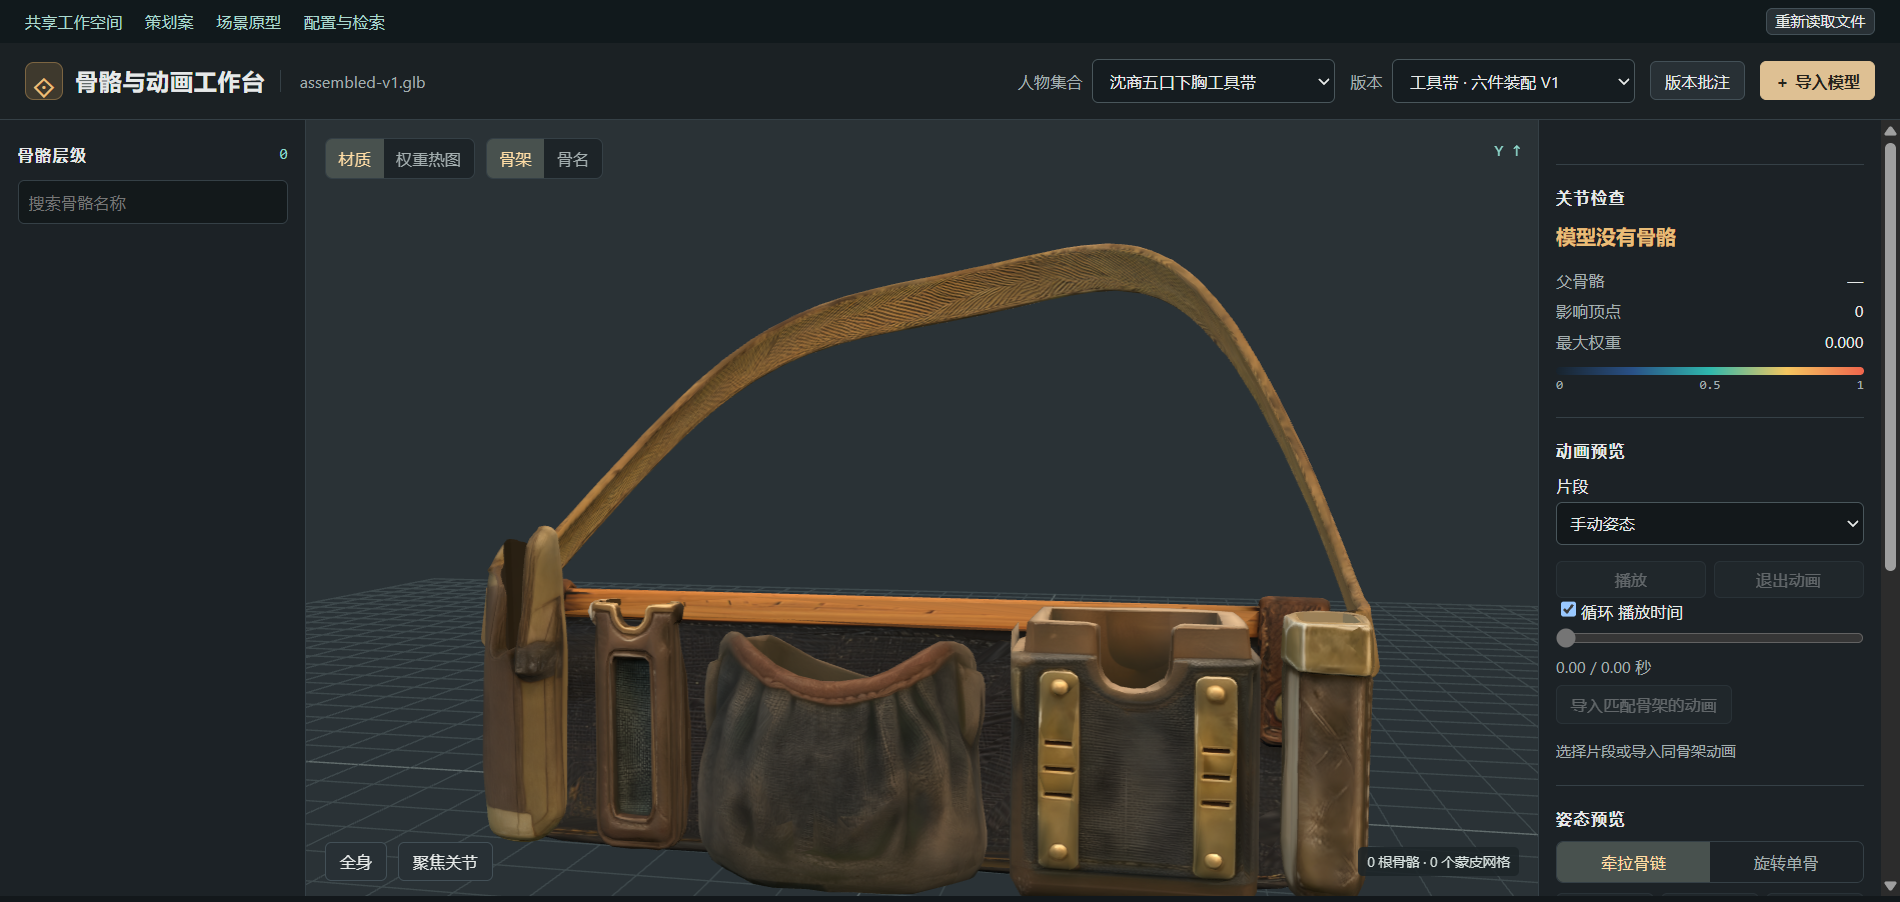 共享工作空间 策划案 场景原型 配置与检索 重新读取文件
骨骼与动画工作台 assembled-v1.glb 人物集合 沈商五口下胸工具带 版本 工具带 · 六件装配 V1 版本批注 + 导入模型
骨骼层级 0
搜索骨骼名称
材质 权重热图 骨架 骨名 Y ↑
全身 聚焦关节
0 根骨骼 · 0 个蒙皮网格
关节检查
模型没有骨骼
父骨骼 —
影响顶点 0
最大权重 0.000
0 0.5 1
动画预览
片段
手动姿态
播放 退出动画
循环 播放时间
0.00 / 0.00 秒
导入匹配骨架的动画
选择片段或导入同骨架动画
姿态预览
牵拉骨链 旋转单骨